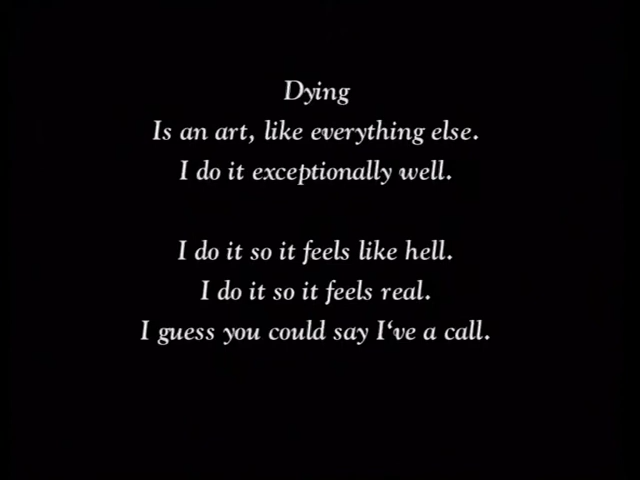 Dying
Is an art, like everything else.
I do it exceptionally well.
I do it so it feels like hell.
I do it so it feels real.
I guess you could say I‘ve a call.